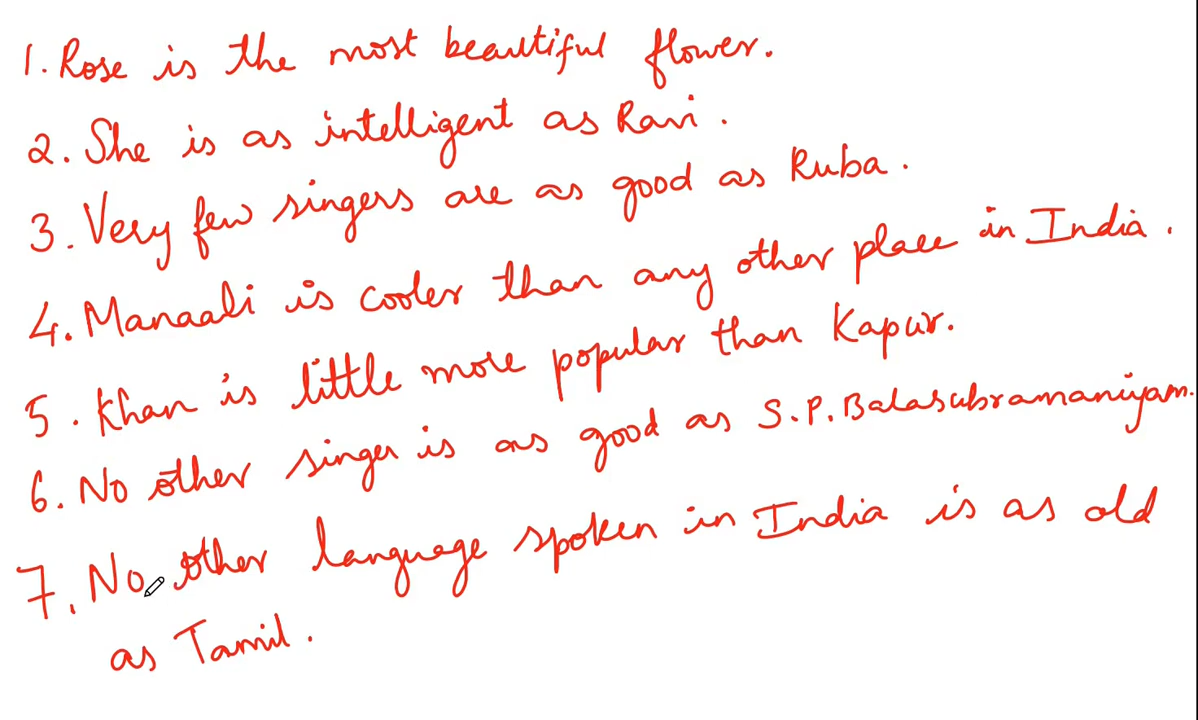 1. Rose is the most beautiful flower.
2. She is as intelligent as Ravi.
3. Very few singers are as good as Ruba.
4. Manaali is cooler than any other place in India.
5. Khan is little more popular than Kapur.
6. No other singer is as good as S.P. Balasubramaniyam.
7. No other language spoken in India is as old
as Tamil.